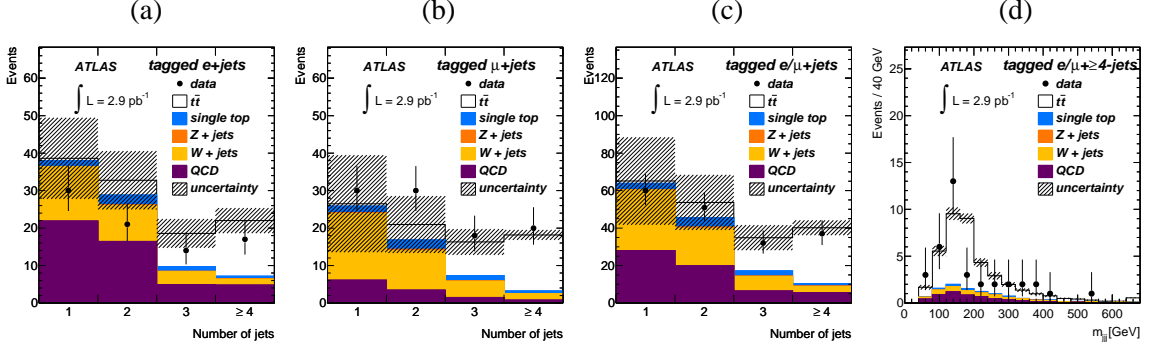 (a)
Events
ATLAS
tagged e+jets
∫ L = 2.9 pb⁻¹
data
tt̄
single top
Z + jets
W + jets
QCD
uncertainty
60
50
40
30
20
10
0
1 2 3 ≥ 4
Number of jets
(b)
Events
ATLAS
tagged μ+jets
∫ L = 2.9 pb⁻¹
data
tt̄
single top
Z + jets
W + jets
QCD
uncertainty
60
50
40
30
20
10
0
1 2 3 ≥ 4
Number of jets
(c)
Events
ATLAS
tagged e/μ+jets
∫ L = 2.9 pb⁻¹
data
tt̄
single top
Z + jets
W + jets
QCD
uncertainty
120
100
80
60
40
20
0
1 2 3 ≥ 4
Number of jets
(d)
Events / 40 GeV
ATLAS
tagged e/μ+≥4-jets
∫ L = 2.9 pb⁻¹
data
tt̄
single top
Z + jets
W + jets
QCD
uncertainty
25
20
15
10
5
0
0 100 200 300 400 500 600
m_jjj [GeV]